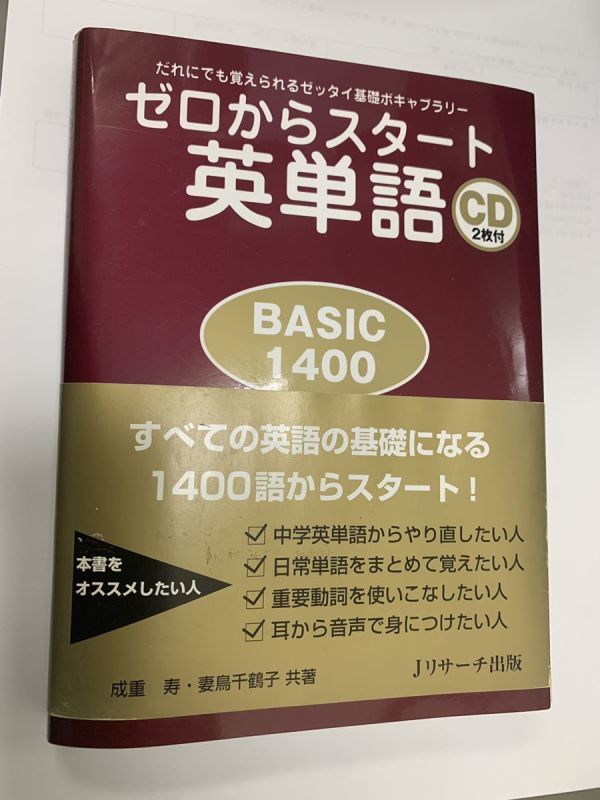 だれにでも覚えられるゼッタイ基礎ボキャブラリー
ゼロからスタート
英単語
CD
2枚付
BASIC
1400
すべての英語の基礎になる
1400語からスタート!
本書を
オススメしたい人
中学英単語からやり直したい人
日常単語をまとめて覚えたい人
重要動詞を使いこなしたい人
耳から音声で身につけたい人
成重 寿・妻鳥千鶴子 共著
Jリサーチ出版